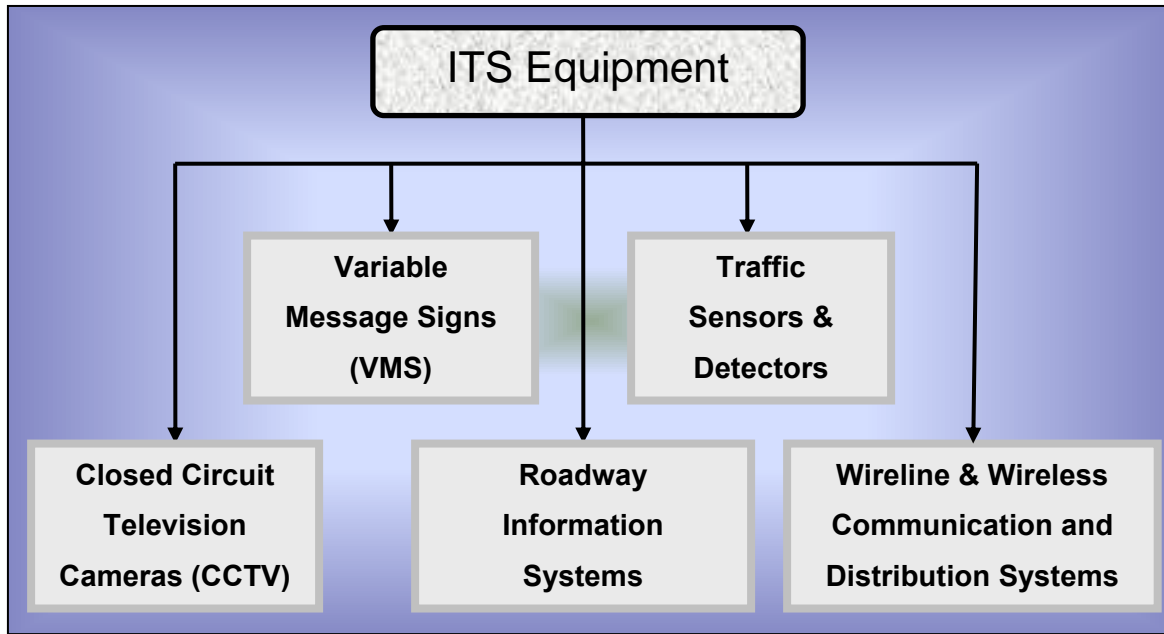 ITS Equipment
Variable
Message Signs
(VMS)
Traffic
Sensors &
Detectors
Closed Circuit
Television
Cameras (CCTV)
Roadway
Information
Systems
Wireline & Wireless
Communication and
Distribution Systems